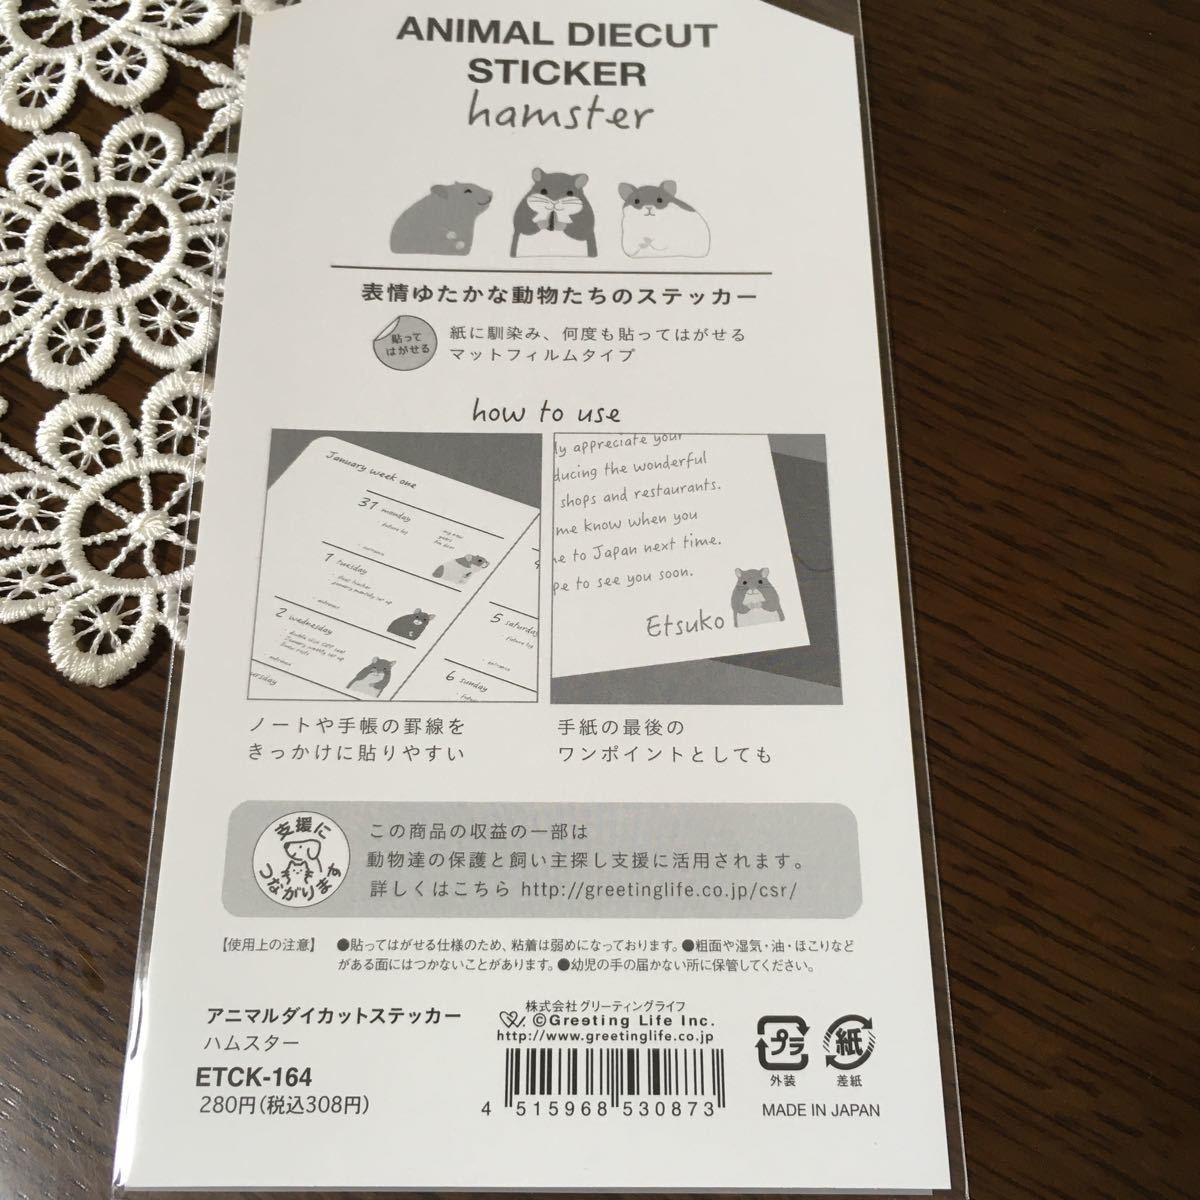 ANIMAL DIECUT
STICKER
hamster
表情ゆたかな動物たちのステッカー
貼って
はがせる
紙に馴染み、何度も貼ってはがせる
マットフィルムタイプ
how to use
January week one
31 monday
future log
entrance
1 tuesday
entrance
2 wednesday
entrance
5 saturday
future log
entrance
6 sunday
ly appreciate your
ducing the wonderful
shops and restaurants.
me know when you
e to Japan next time.
pe to see you soon.
Etsuko
ノートや手帳の罫線を
きっかけに貼りやすい
手紙の最後の
ワンポイントとしても
支援に
つながります
この商品の収益の一部は
動物達の保護と飼い主探し支援に活用されます。
詳しくはこちら http://greetinglife.co.jp/csr/
【使用上の注意】 ●貼ってはがせる仕様のため、粘着は弱めになっております。●粗面や湿気・油・ほこりなど
がある面にはつかないことがあります。●幼児の手の届かない所に保管してください。
アニマルダイカットステッカー
ハムスター
ETCK-164
280円(税込308円)
株式会社グリーティングライフ
©Greeting Life Inc.
http://www.greetinglife.co.jp
4 515968 530873
プラ
外装
紙
差紙
MADE IN JAPAN